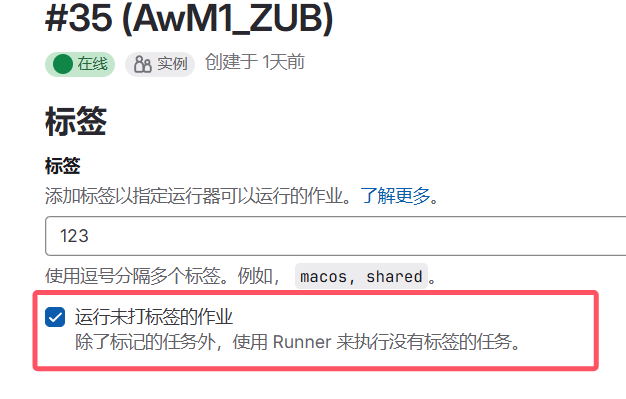 #35 (AwM1_ZUB)
在线 实例 创建于 1天前
标签
标签
添加标签以指定运行器可以运行的作业。了解更多。
123
使用逗号分隔多个标签。例如， macos, shared 。
运行未打标签的作业
除了标记的任务外，使用 Runner 来执行没有标签的任务。